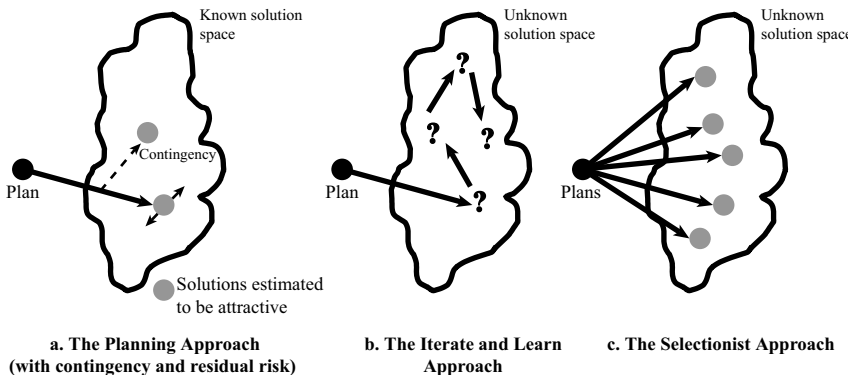 Known solution
space
Contingency
Plan
Solutions estimated
to be attractive
a. The Planning Approach
(with contingency and residual risk)
Unknown
solution space
?
?
?
?
Plan
b. The Iterate and Learn
Approach
Unknown
solution space
Plans
c. The Selectionist Approach